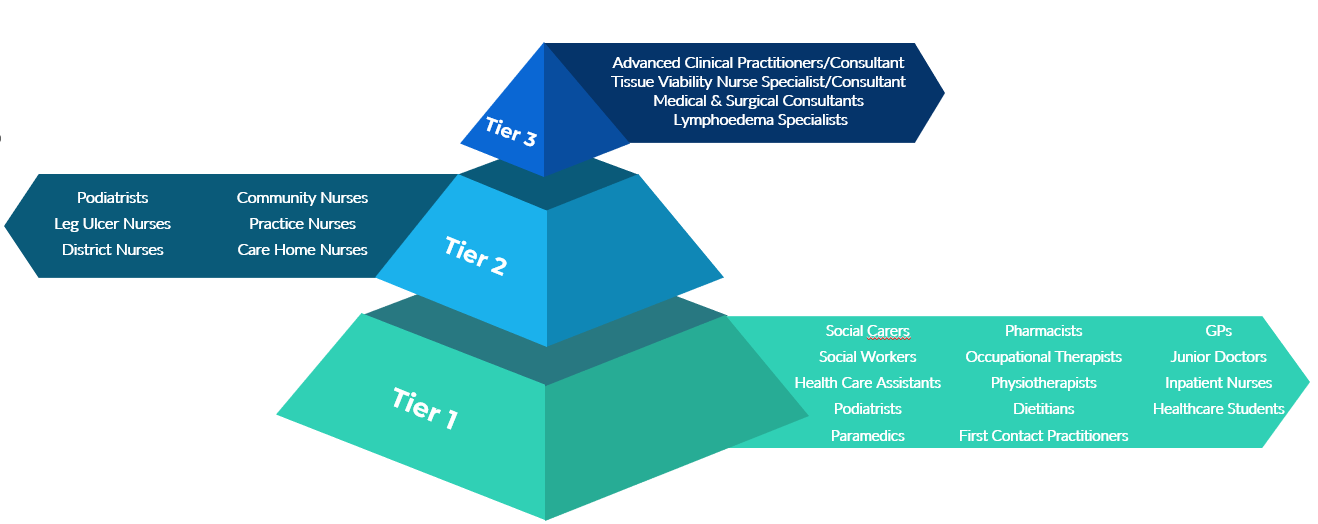 Advanced Clinical Practitioners/Consultant
Tissue Viability Nurse Specialist/Consultant
Medical & Surgical Consultants
Lymphoedema Specialists
Tier 3
Podiatrists
Leg Ulcer Nurses
District Nurses
Community Nurses
Practice Nurses
Care Home Nurses
Tier 2
Tier 1
Social Carers
Social Workers
Health Care Assistants
Podiatrists
Paramedics
Pharmacists
Occupational Therapists
Physiotherapists
Dietitians
First Contact Practitioners
GPs
Junior Doctors
Inpatient Nurses
Healthcare Students